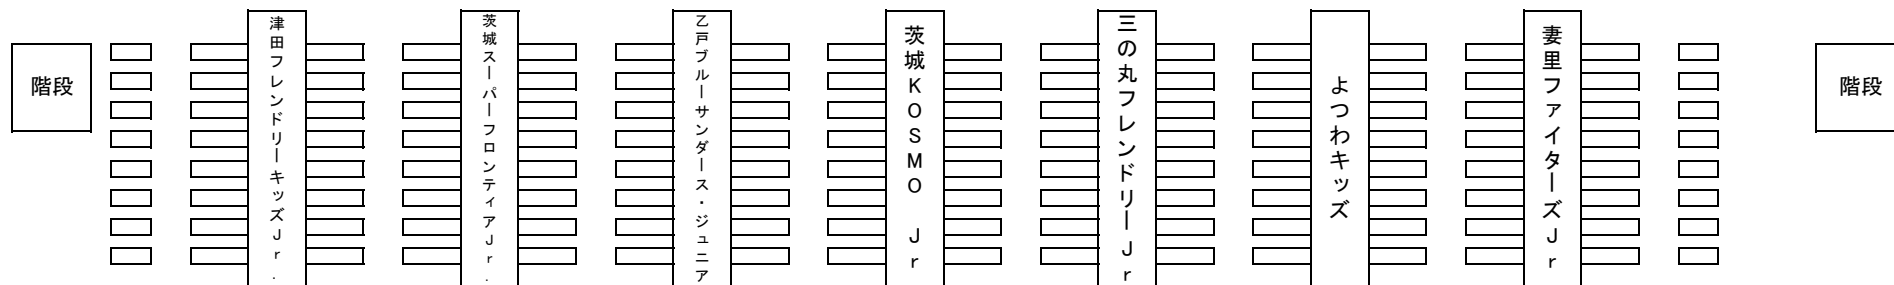 階段
津田フレンドリーキッズJr.
茨城スーパーフロンティアJr.
乙戸ブルーサンダース・ジュニア
茨城KOSMO Jr
三の丸フレンドリーJr
よつわキッズ
妻里ファイターズJr
階段